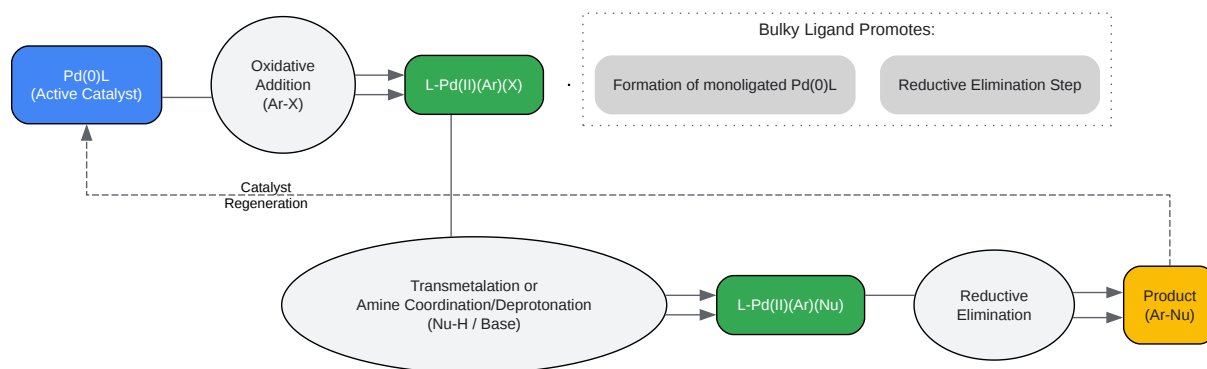 Pd(0)L
(Active Catalyst)
Oxidative
Addition
(Ar-X)
L-Pd(II)(Ar)(X)
Bulky Ligand Promotes:
Formation of monoligated Pd(0)L
Reductive Elimination Step
Catalyst
Regeneration
Transmetalation or
Amine Coordination/Deprotonation
(Nu-H / Base)
L-Pd(II)(Ar)(Nu)
Reductive
Elimination
Product
(Ar-Nu)